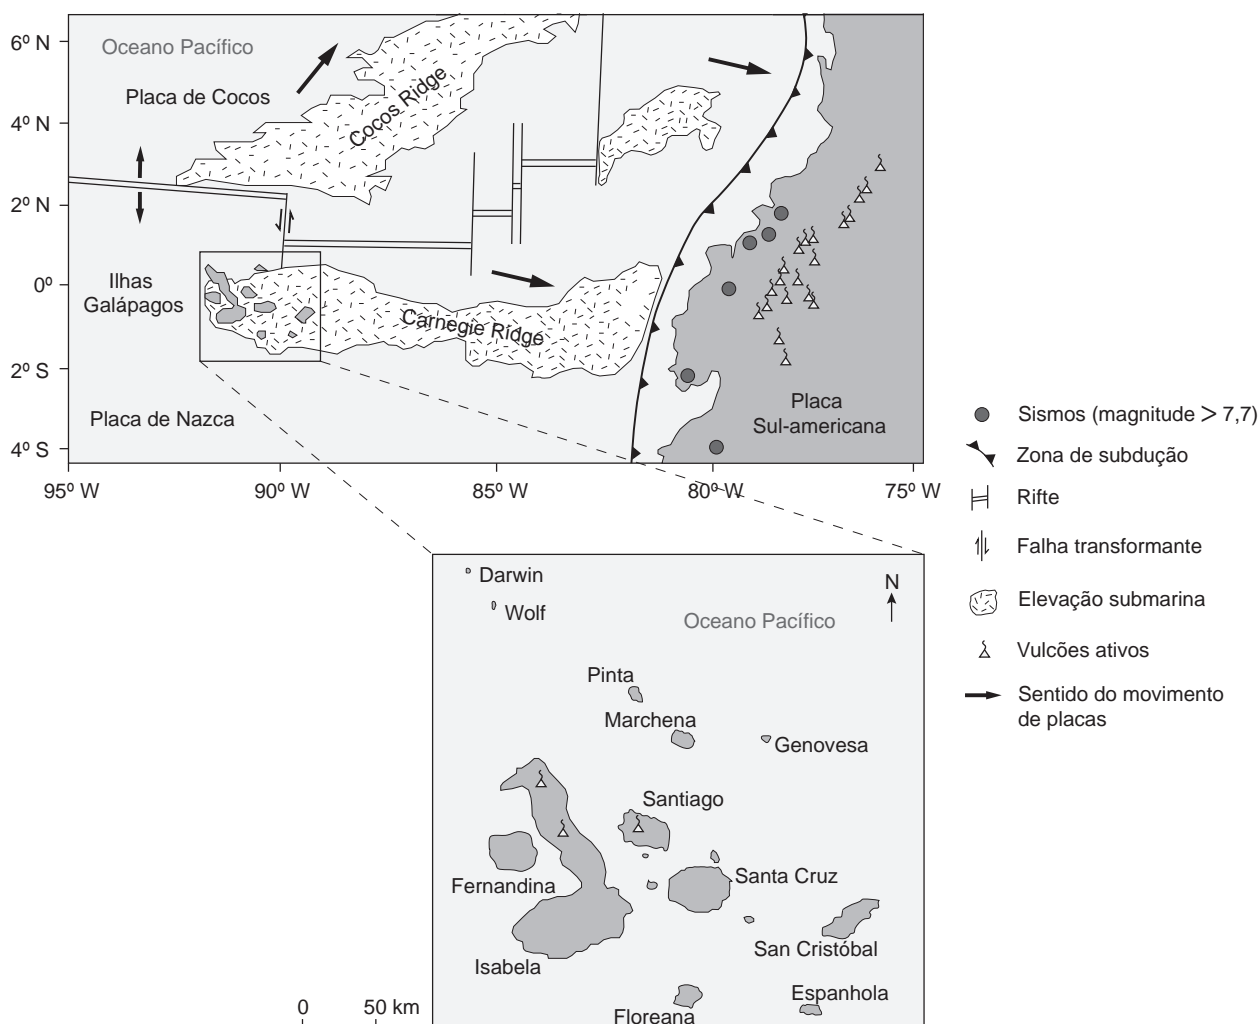 6º N
4º N
2º N
0º
2º S
4º S
95º W
90º W
85º W
80º W
75º W
Oceano Pacífico
Placa de Cocos
Cocos Ridge
Ilhas
Galápagos
Carnegie Ridge
Placa de Nazca
Placa
Sul-americana
Sismos (magnitude > 7,7)
Zona de subdução
Rifte
Falha transformante
Elevação submarina
Vulcões ativos
Sentido do movimento
de placas
Darwin
Wolf
N
Oceano Pacífico
Pinta
Marchena
Genovesa
Santiago
Fernandina
Santa Cruz
San Cristóbal
Isabela
Espanhola
Floreana
0 50 km